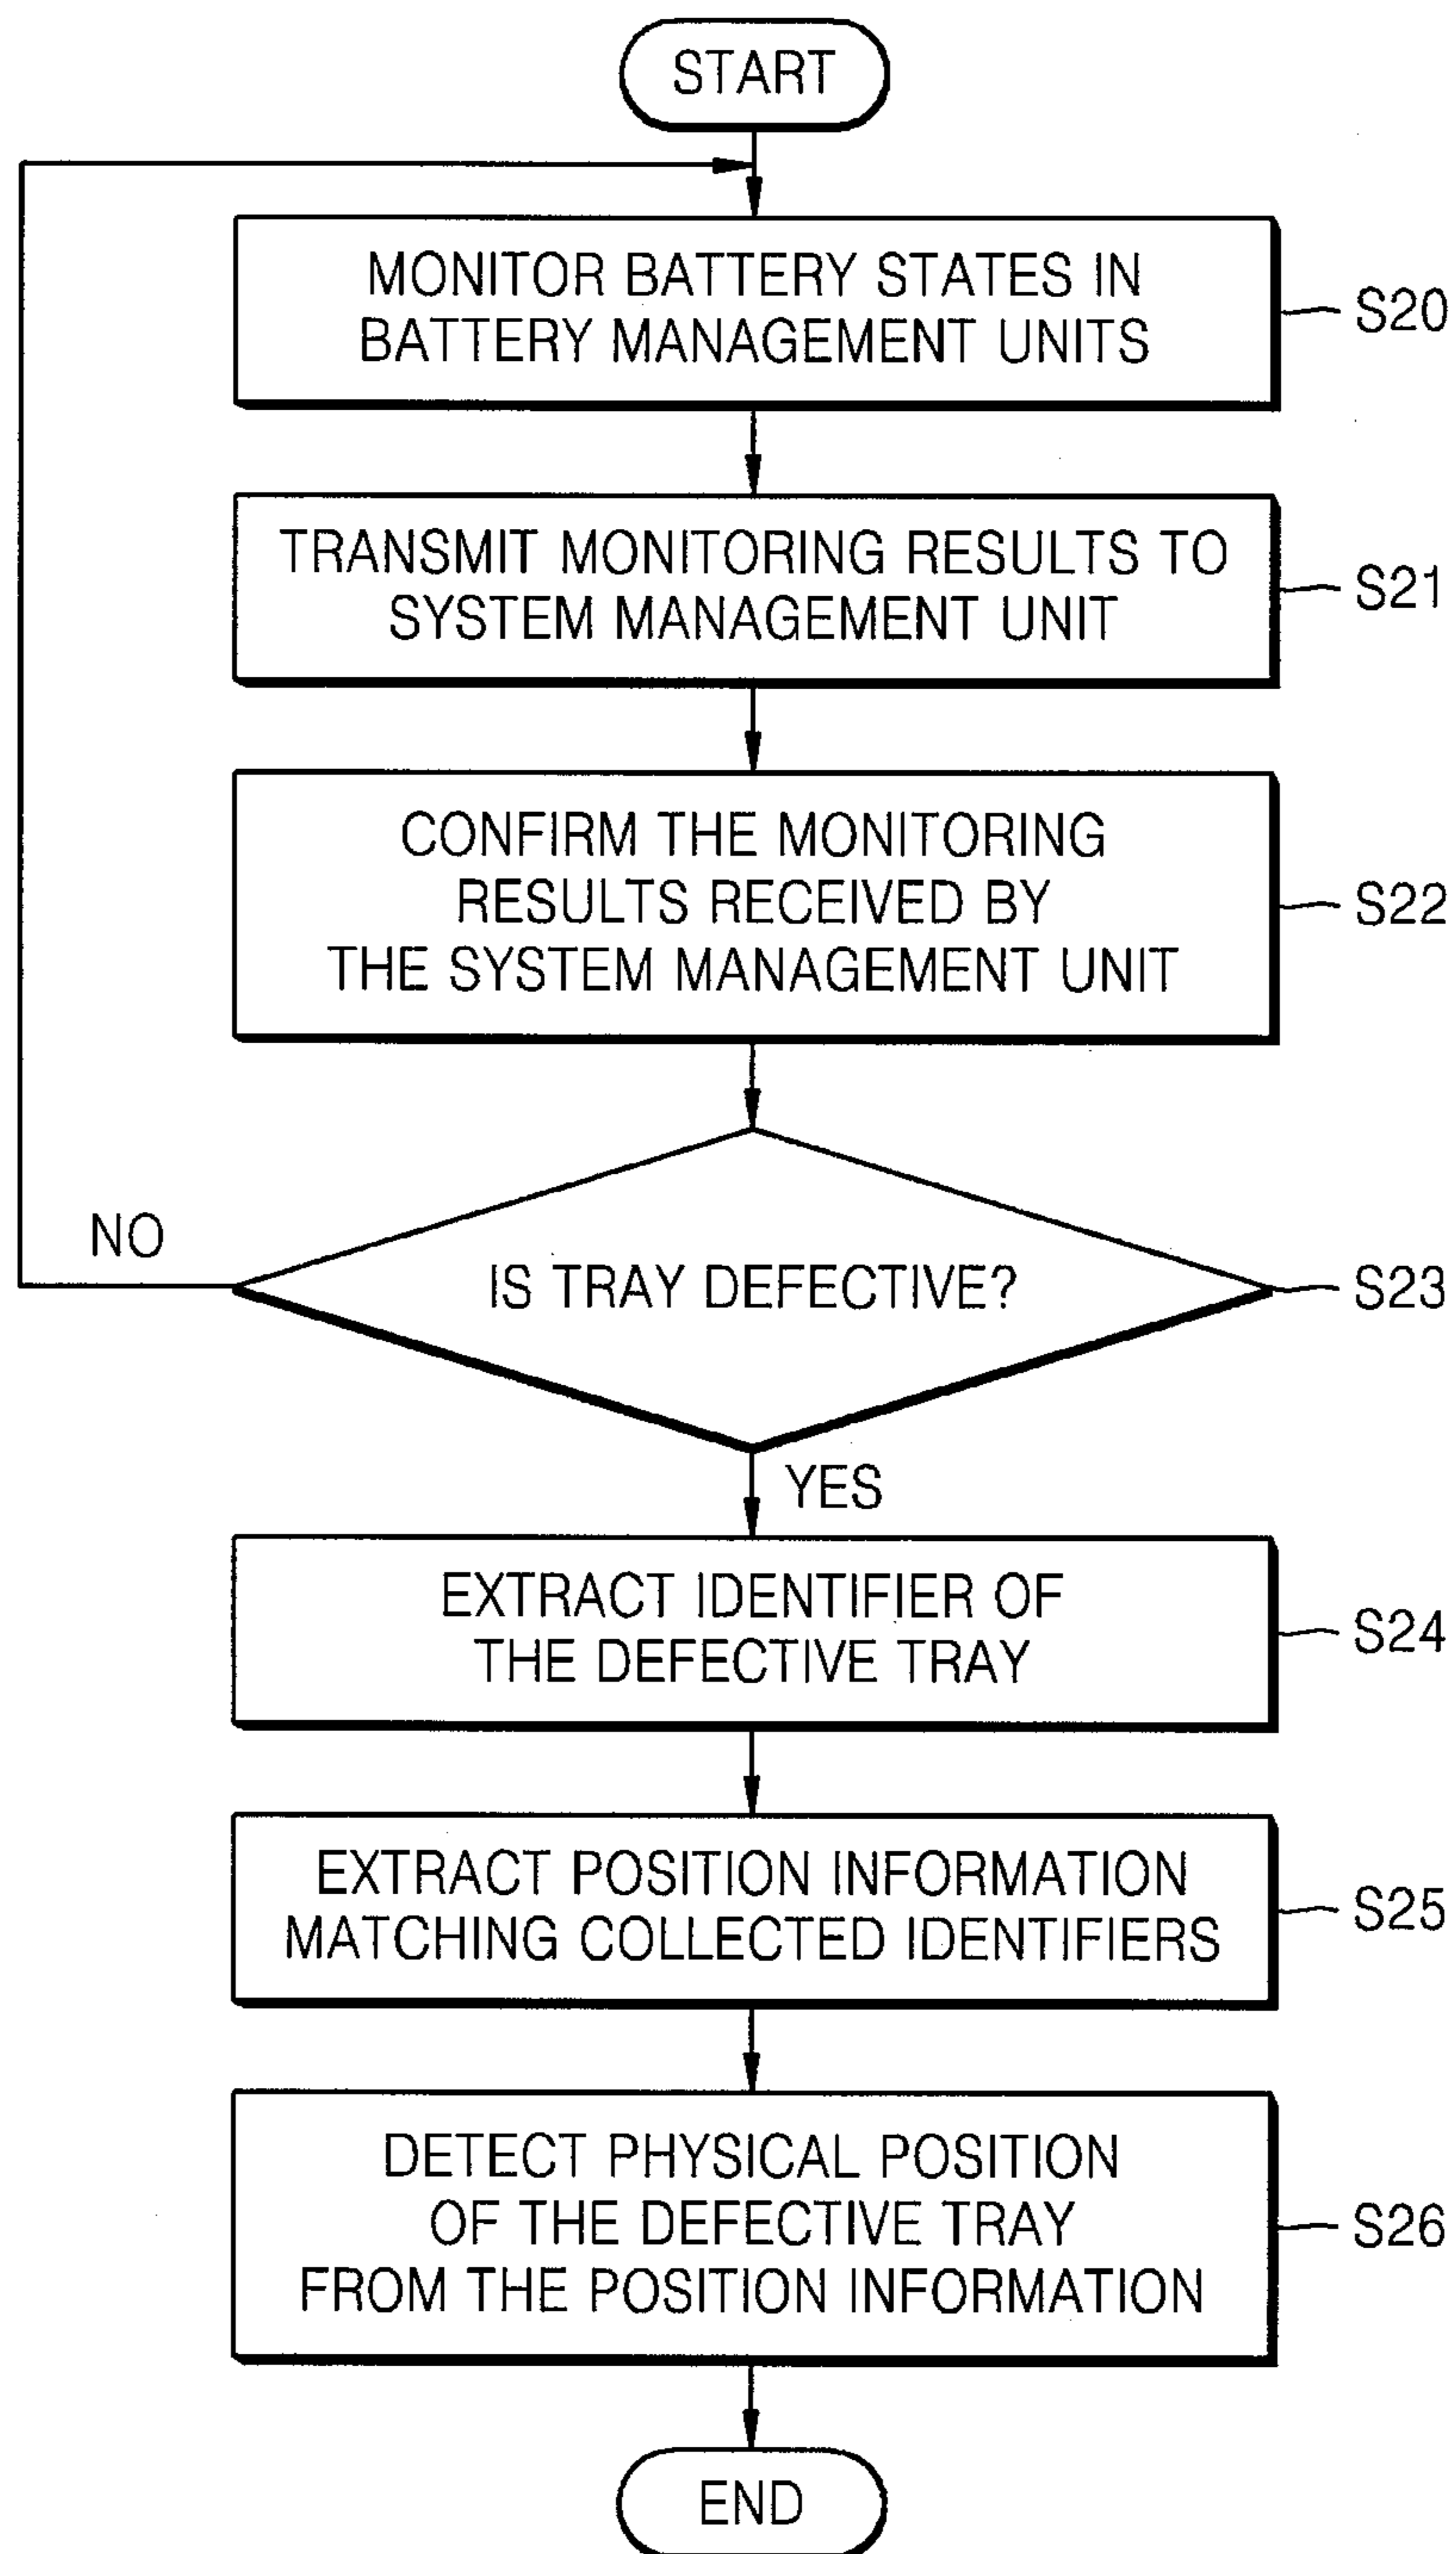 START
MONITOR BATTERY STATES IN
BATTERY MANAGEMENT UNITS
S20
TRANSMIT MONITORING RESULTS TO
SYSTEM MANAGEMENT UNIT
S21
CONFIRM THE MONITORING
RESULTS RECEIVED BY
THE SYSTEM MANAGEMENT UNIT
S22
NO
IS TRAY DEFECTIVE?
S23
YES
EXTRACT IDENTIFIER OF
THE DEFECTIVE TRAY
S24
EXTRACT POSITION INFORMATION
MATCHING COLLECTED IDENTIFIERS
S25
DETECT PHYSICAL POSITION
OF THE DEFECTIVE TRAY
FROM THE POSITION INFORMATION
S26
END